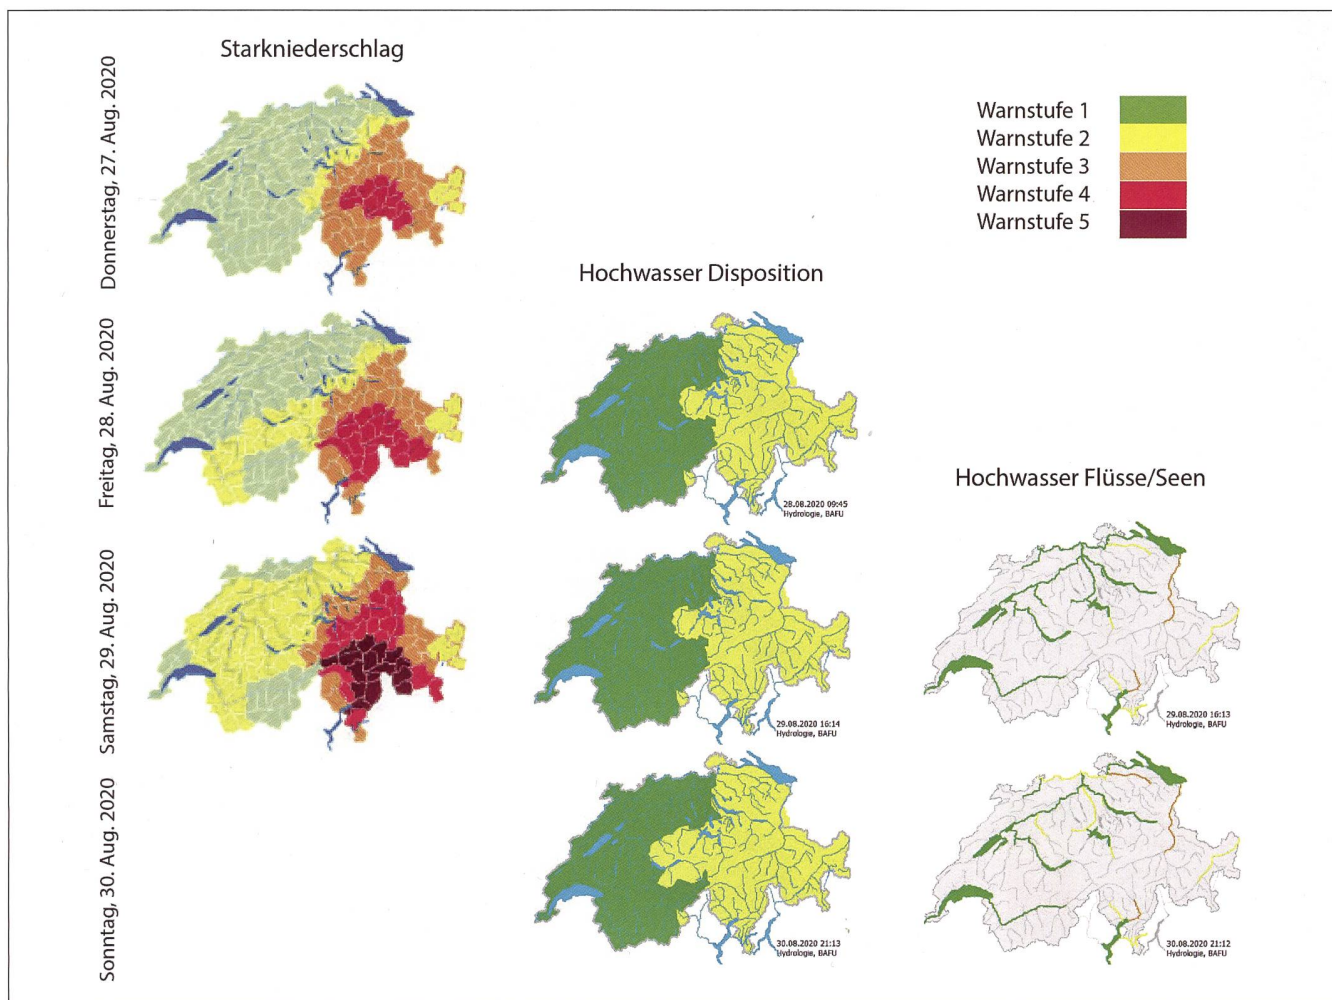 Starkniederschlag
Donnerstag, 27. Aug. 2020
Warnstufe 1
Warnstufe 2
Warnstufe 3
Warnstufe 4
Warnstufe 5
Hochwasser Disposition
Freitag, 28. Aug. 2020
28.08.2020 09:45
Hydrologie, BAFU
Hochwasser Flüsse/Seen
Samstag, 29. Aug. 2020
29.08.2020 16:14
Hydrologie, BAFU
29.08.2020 16:13
Hydrologie, BAFU
Sonntag, 30. Aug. 2020
30.08.2020 21:13
Hydrologie, BAFU
30.08.2020 21:12
Hydrologie, BAFU